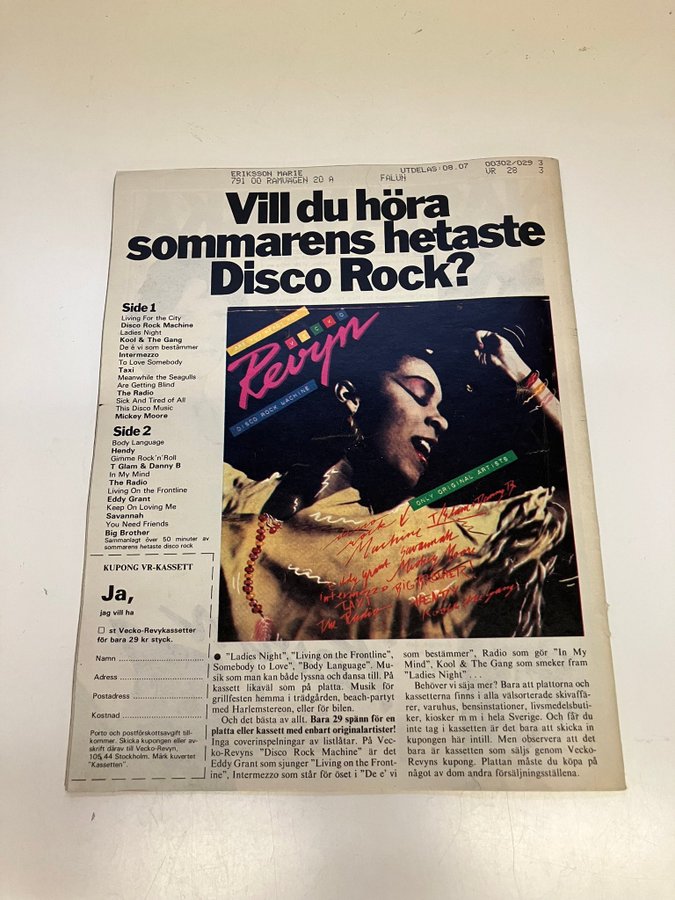 ERIKSSON MARIE
791 00 RAMVAGEN 20 A FALUN
UTDELAS:08.07 00302/029 3
VR 28 3
Vill du höra
sommarens hetaste
Disco Rock?
Side 1
Living For the City
Disco Rock Machine
Ladies Night
Kool & The Gang
De é vi som bestämmer
Intermezzo
To Love Somebody
Taxi
Meanwhile the Seagulls
Are Getting Blind
The Radio
Sick And Tired of All
This Disco Music
Mickey Moore
Side 2
Body Language
Hendy
Gimme Rock'n'Roll
T Glam & Danny B
In My Mind
The Radio
Living On the Frontline
Eddy Grant
Keep On Loving Me
Savannah
You Need Friends
Big Brother
Sammanlagt över 50 minuter av
sommarens hetaste disco rock
VECKO
Revyn
DISCO ROCK MACHINE
ONLY ORIGINAL ARTISTS
Machine
Savannah
Mickey Moore
Intermezzo BIG BROTHER
TAXI HENDY
The Radio
KUPONG VR-KASSETT
Ja,
jag vill ha
st Vecko-Revykassetter
för bara 29 kr styck.
Namn
Adress
Postadress
Kostnad
Porto och postförskottsavgift till-
kommer. Skicka kupongen eller av-
skrift därav till Vecko-Revyn,
105 44 Stockholm. Märk kuvertet
"Kassetten".
● "Ladies Night", "Living on the Frontline",
Somebody to Love", "Body Language". Mu-
sik som man kan både lyssna och dansa till. På
kassett likaväl som på platta. Musik för
grillfesten hemma i trädgården, beach-partyt
med Harlemstereon, eller för bilen.
Och det bästa av allt. Bara 29 spänn för en
platta eller kassett med enbart originalartister!
Inga coverinspelningar av listlåtar. På Vec-
ko-Revyns "Disco Rock Machine" är det
Eddy Grant som sjunger "Living on the Front-
ine", Intermezzo som står för öset i "De e' vi
som bestämmer", Radio som gör "In My
Mind", Kool & The Gang som smeker fram
"Ladies Night" . . .
Behöver vi säja mer? Bara att plattorna och
kassetterna finns i alla välsorterade skivaffä-
rer, varuhus, bensinstationer, livsmedelsbuti-
ker, kiosker m m i hela Sverige. Och får du
inte tag i kassetten är det bara att skicka in
kupongen här intill. Men observera att det
bara är kassetten som säljs genom Vecko-
Revyns kupong. Plattan måste du köpa på
något av dom andra försäljningsställena.